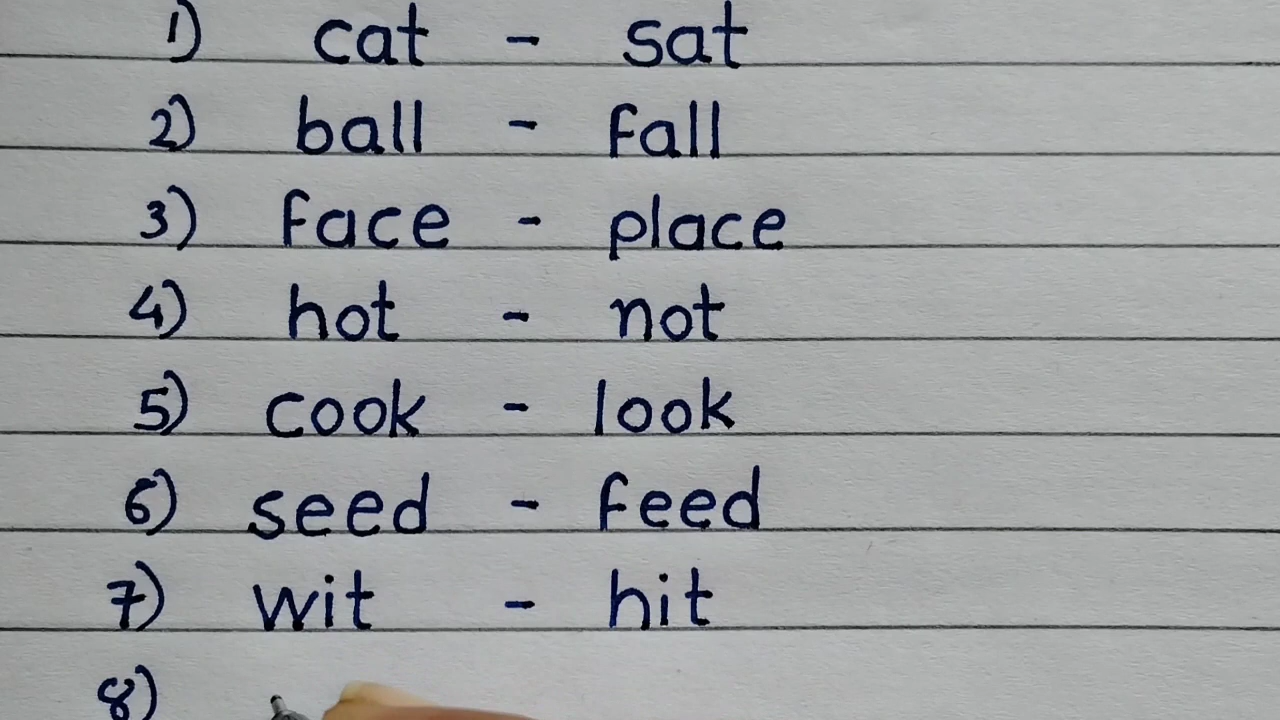 1) cat - sat
2) ball - fall
3) face - place
4) hot - not
5) cook - look
6) seed - feed
7) wit - hit
8)